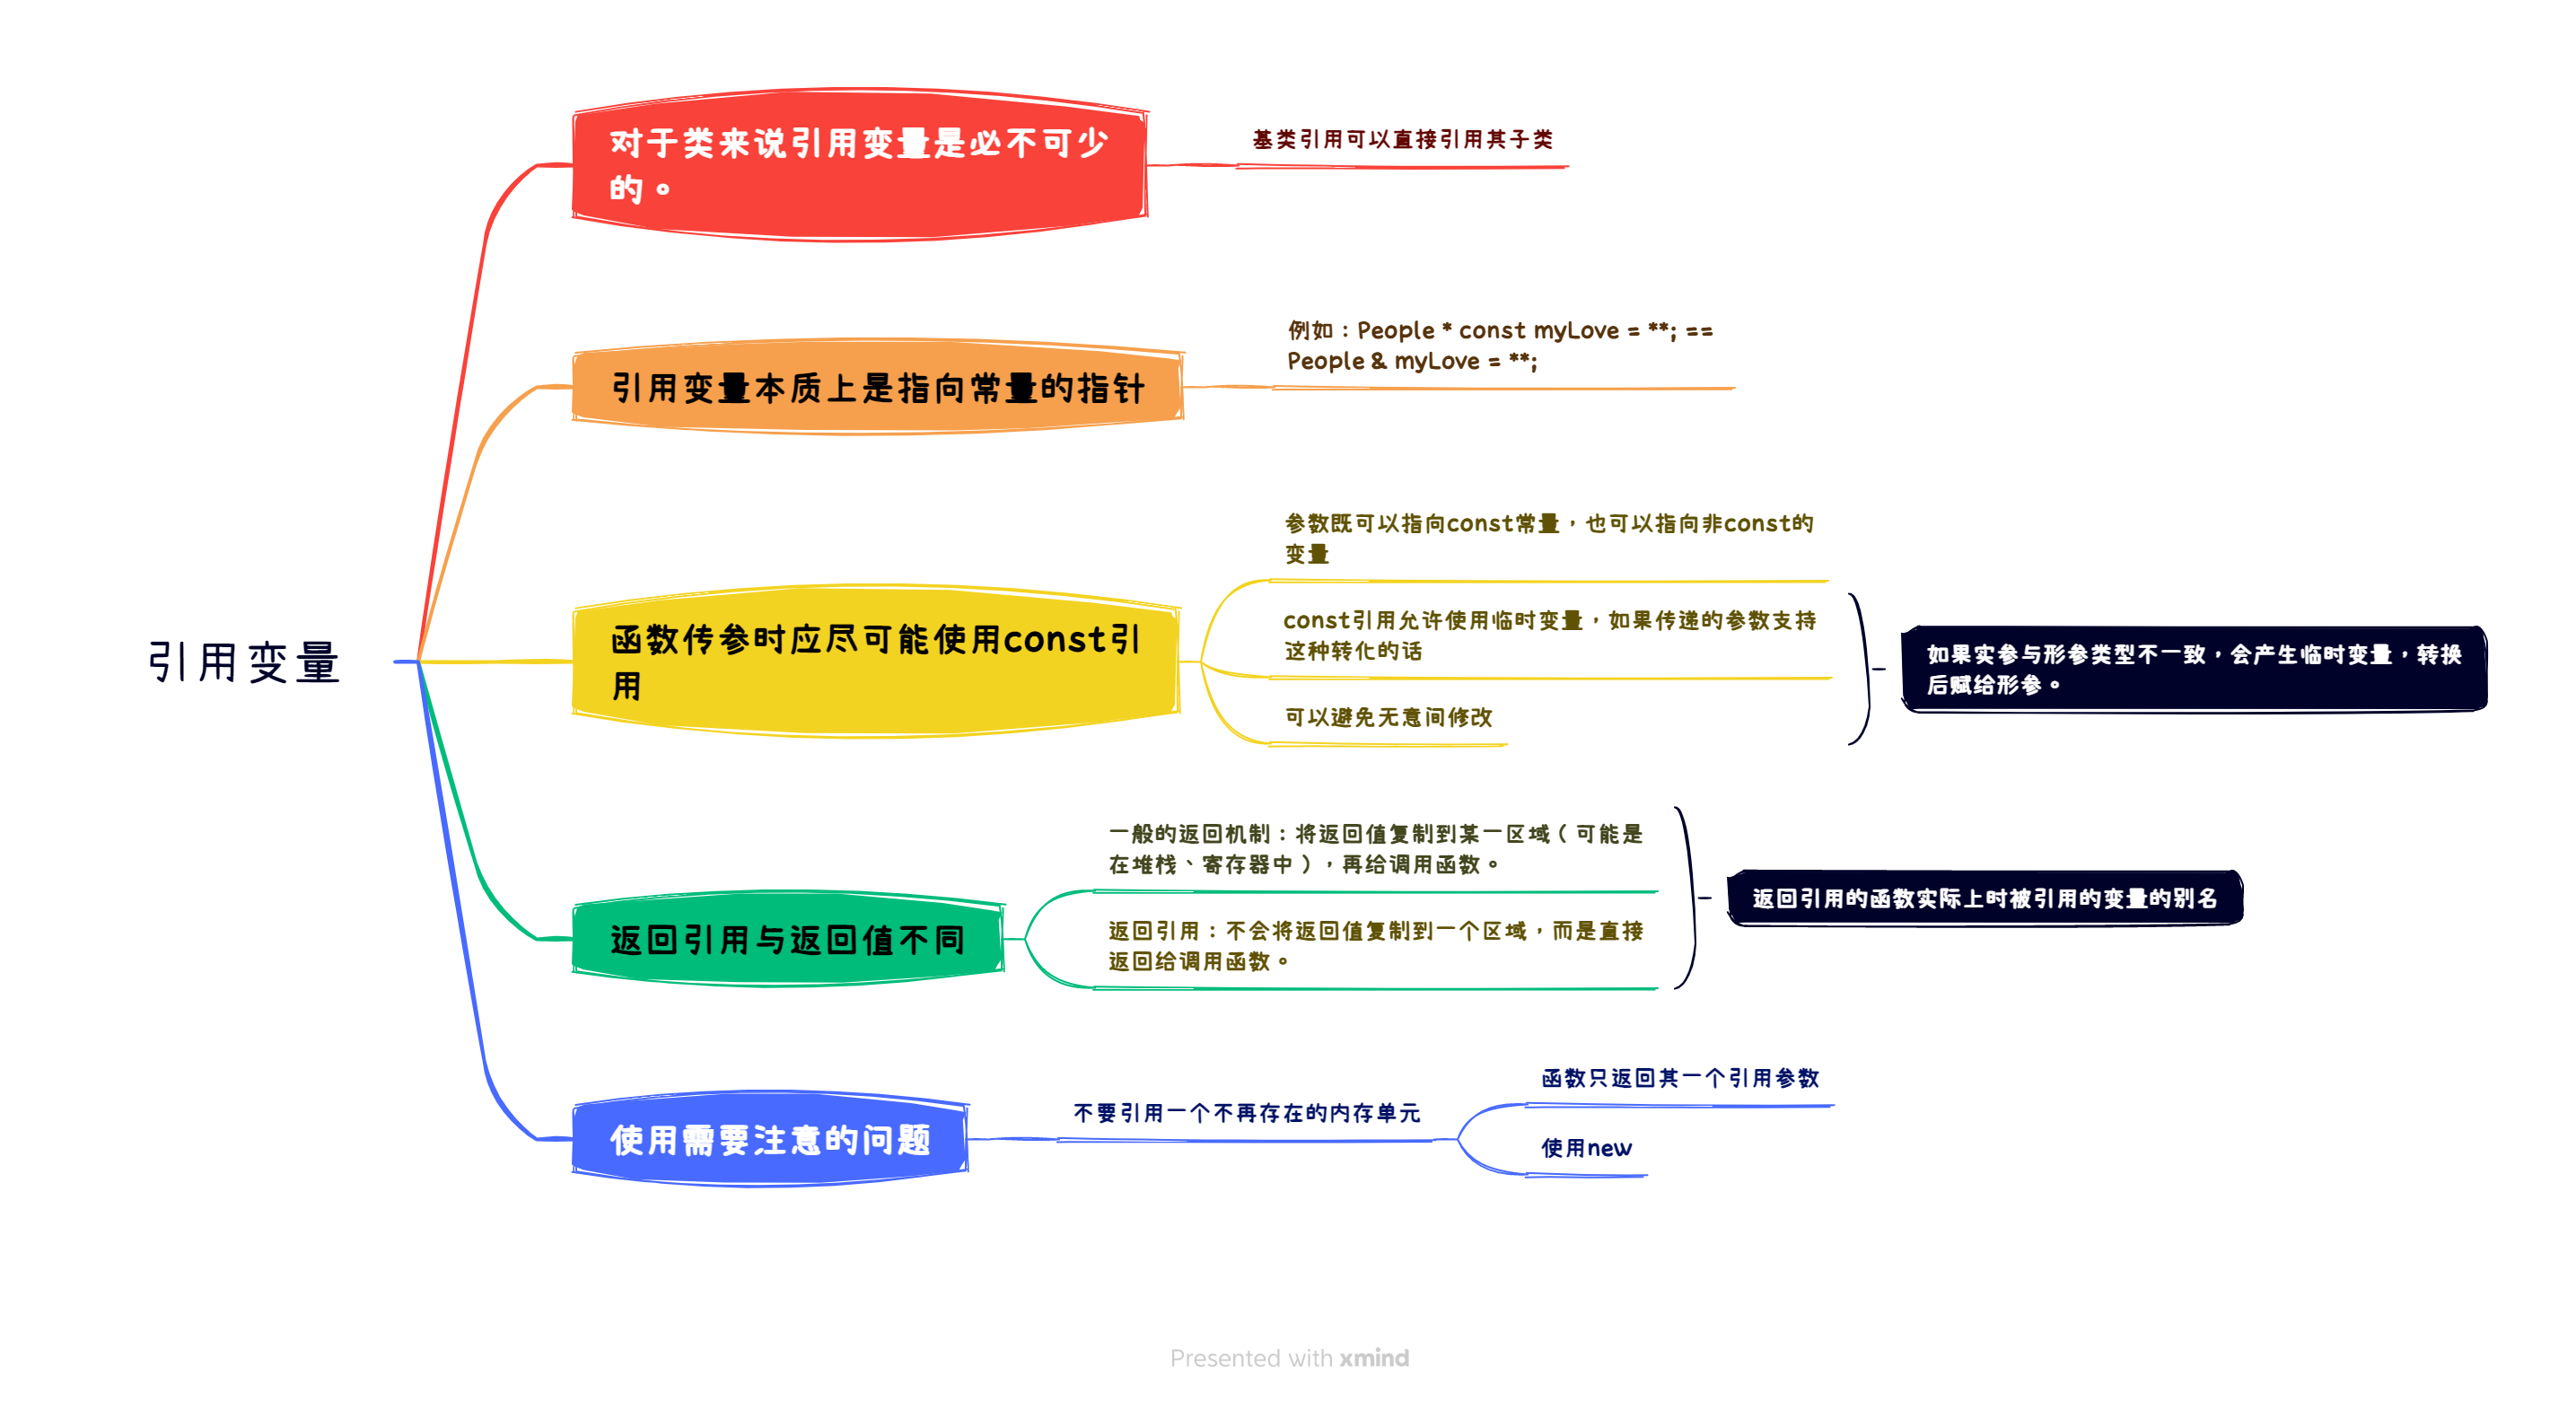 对于类来说引用变量是必不可少
的。
基类引用可以直接引用其子类
引用变量本质上是指向常量的指针
例如：People * const myLove = **; ==
People & myLove = **;
引用变量
函数传参时应尽可能使用const引
用
参数既可以指向const常量，也可以指向非const的
变量
const引用允许使用临时变量，如果传递的参数支持
这种转化的话
可以避免无意间修改
如果实参与形参类型不一致，会产生临时变量，转换
后赋给形参。
返回引用与返回值不同
一般的返回机制：将返回值复制到某一区域（可能是
在堆栈、寄存器中），再给调用函数。
返回引用：不会将返回值复制到一个区域，而是直接
返回给调用函数。
返回引用的函数实际上时被引用的变量的别名
使用需要注意的问题
不要引用一个不再存在的内存单元
函数只返回其一个引用参数
使用new
Presented with xmind